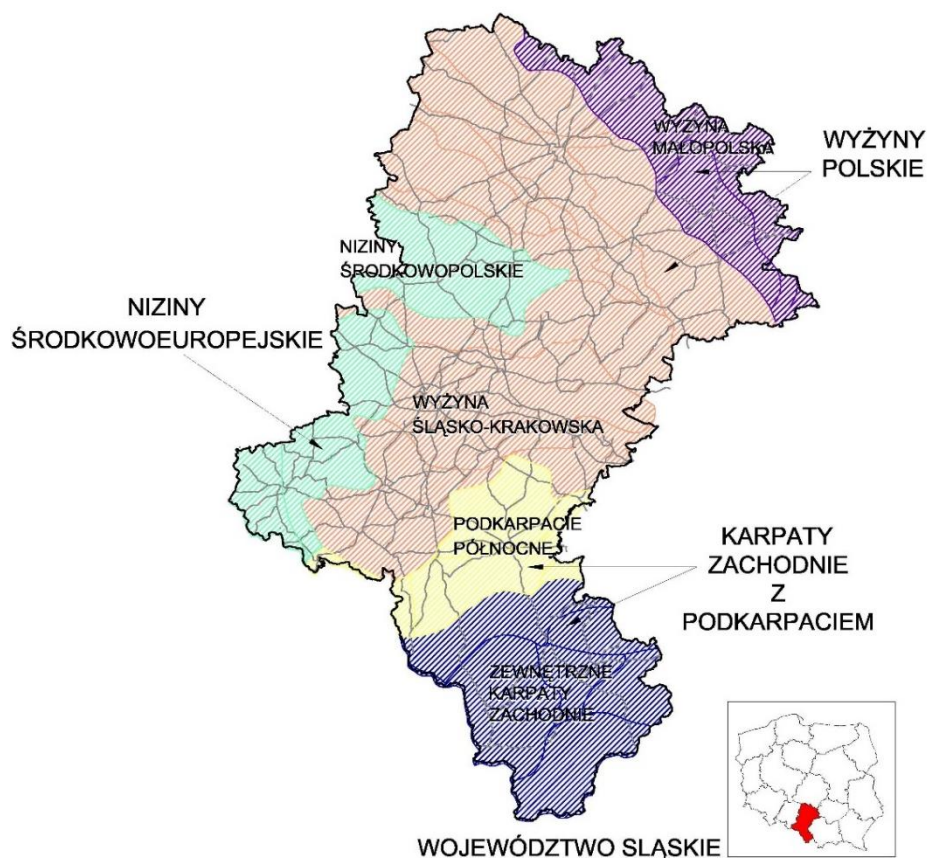 WYŻYNA
MAŁOPOLSKA
WYŻYNY
POLSKIE
NIZINY
ŚRODKOWOPOLSKIE
NIZINY
ŚRODKOWOEUROPEJSKIE
WYŻYNA
ŚLĄSKO-KRAKOWSKA
PODKARPACIE
PÓŁNOCNE
KARPATY
ZACHODNIE
Z
PODKARPACIEM
ZEWNĘTRZNE
KARPATY
ZACHODNIE
WOJEWÓDZTWO SLĄSKIE